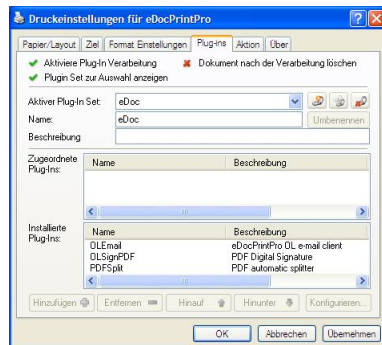 Druckeinstellungen für eDocPrintPro
Papier/Layout Ziel Format Einstellungen Plug-ins Aktion Über
Aktiviere Plug-In Verarbeitung Dokument nach der Verarbeitung löschen
Plugin Set zur Auswahl anzeigen
Aktiver Plug-In Set: eDoc
Name: eDoc Umbenennen
Beschreibung
Zugeordnete Plug-Ins: Name Beschreibung
Installierte Plug-Ins: Name Beschreibung
OLEmail eDocPrintPro OL e-mail client
OLSignPDF PDF Digital Signature
PDFSplit PDF automatic splitter
Hinzufügen Entfernen Hinauf Hinunter Konfigurieren...
OK Abbrechen Übernehmen